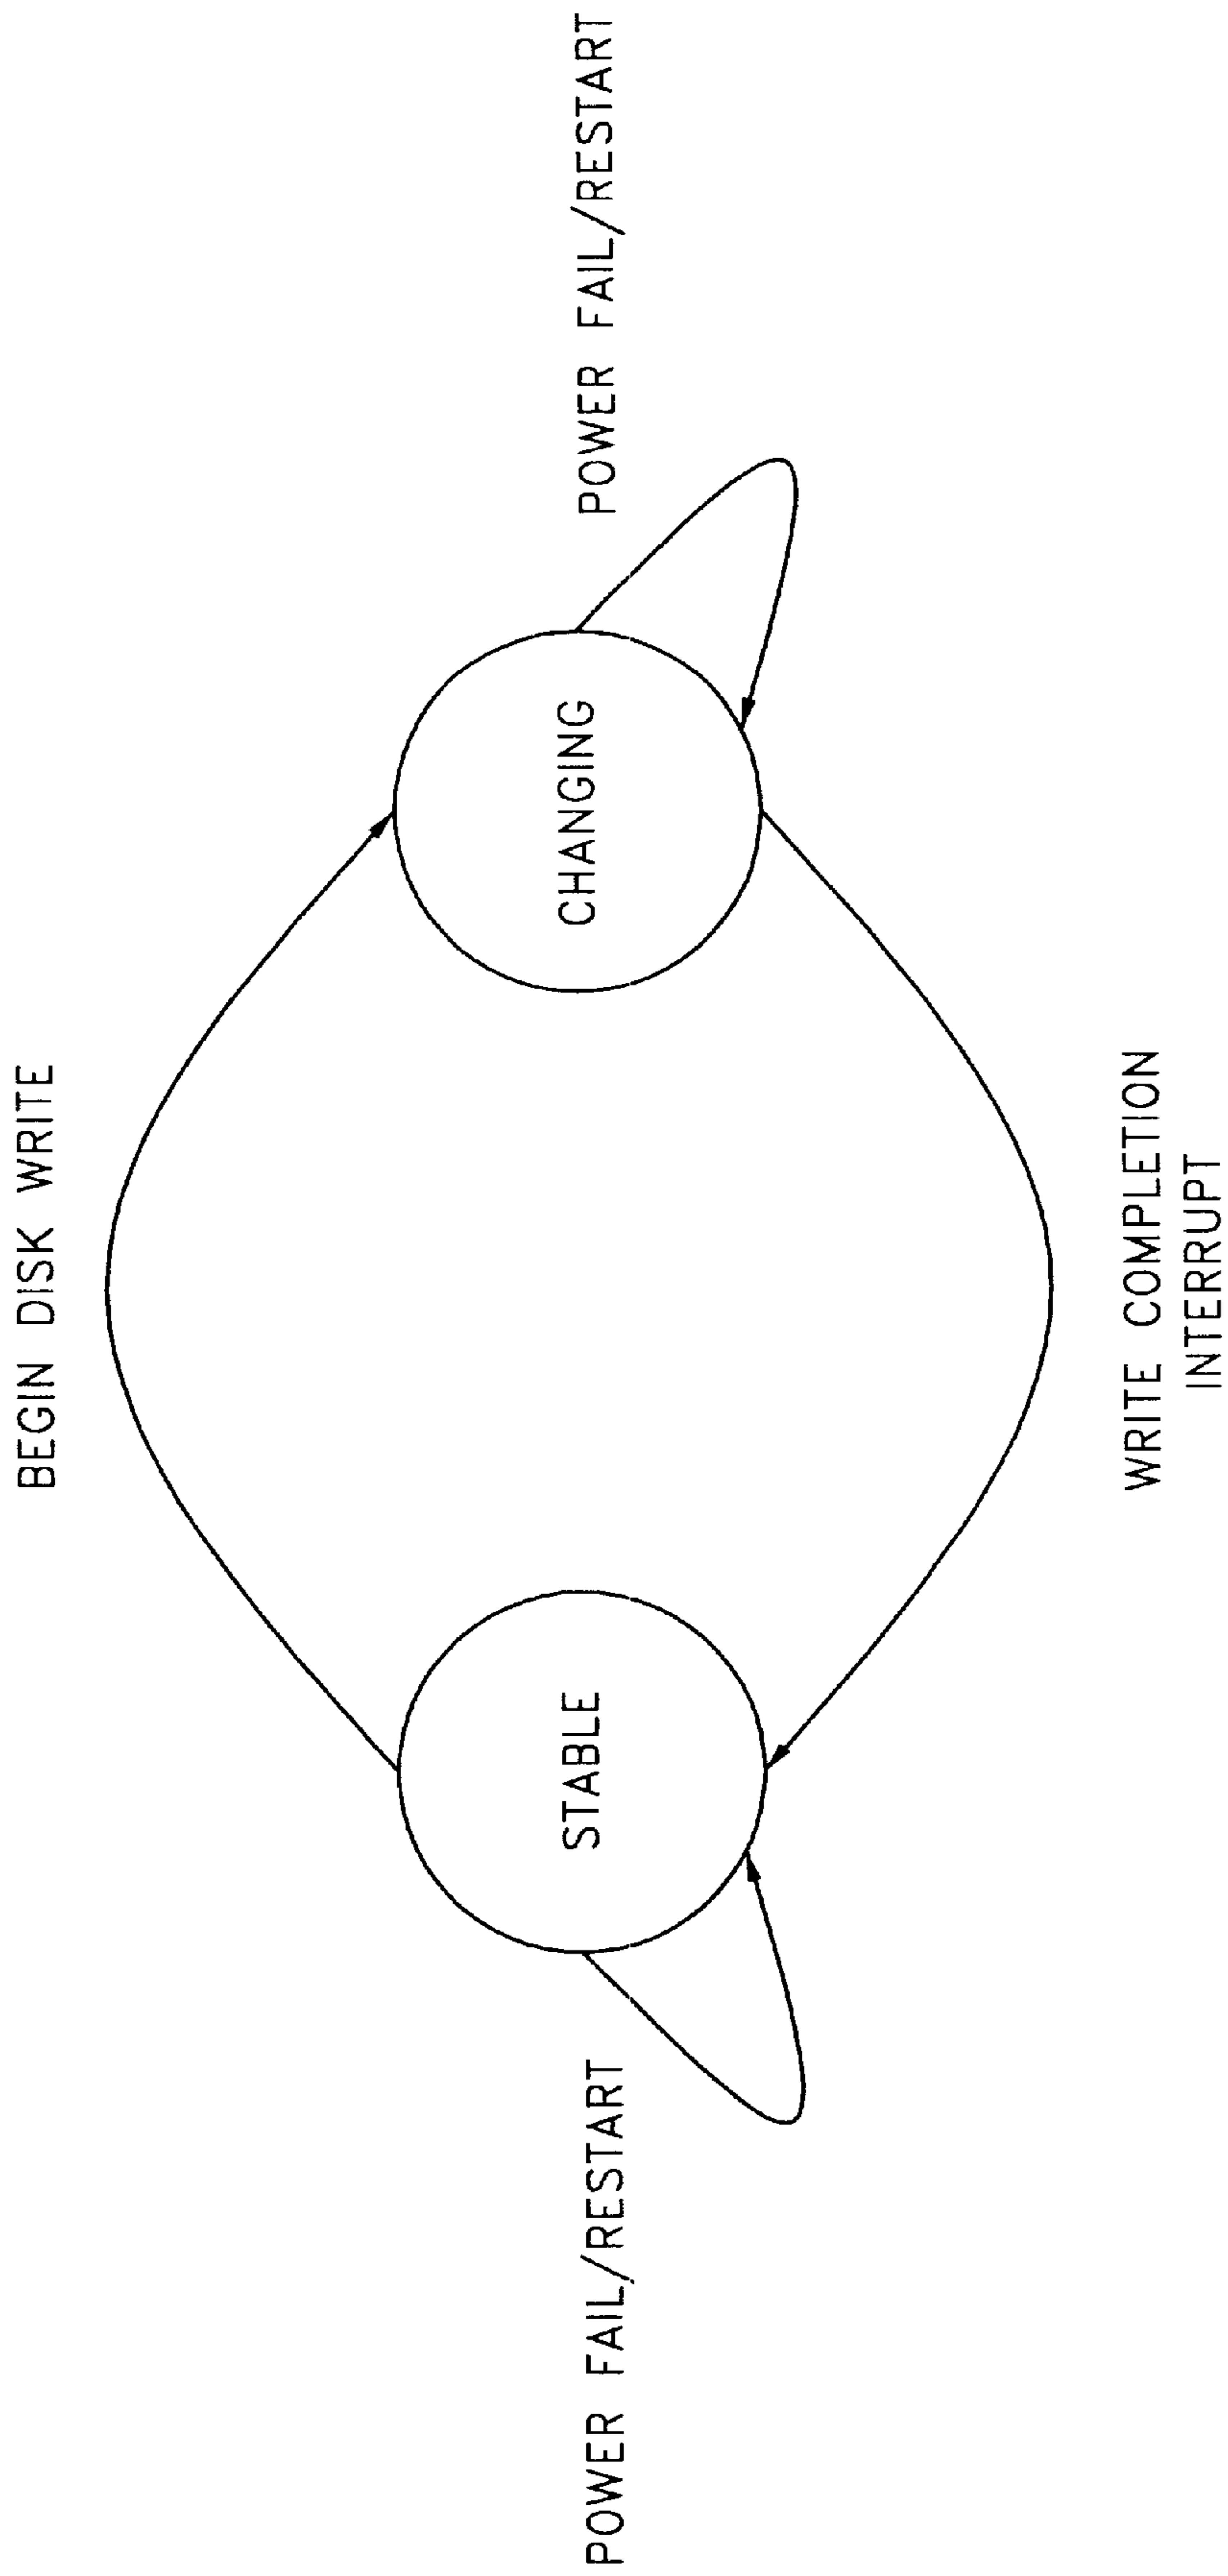 BEGIN DISK WRITE
POWER FAIL/RESTART
STABLE
CHANGING
POWER FAIL/RESTART
WRITE COMPLETION
INTERRUPT